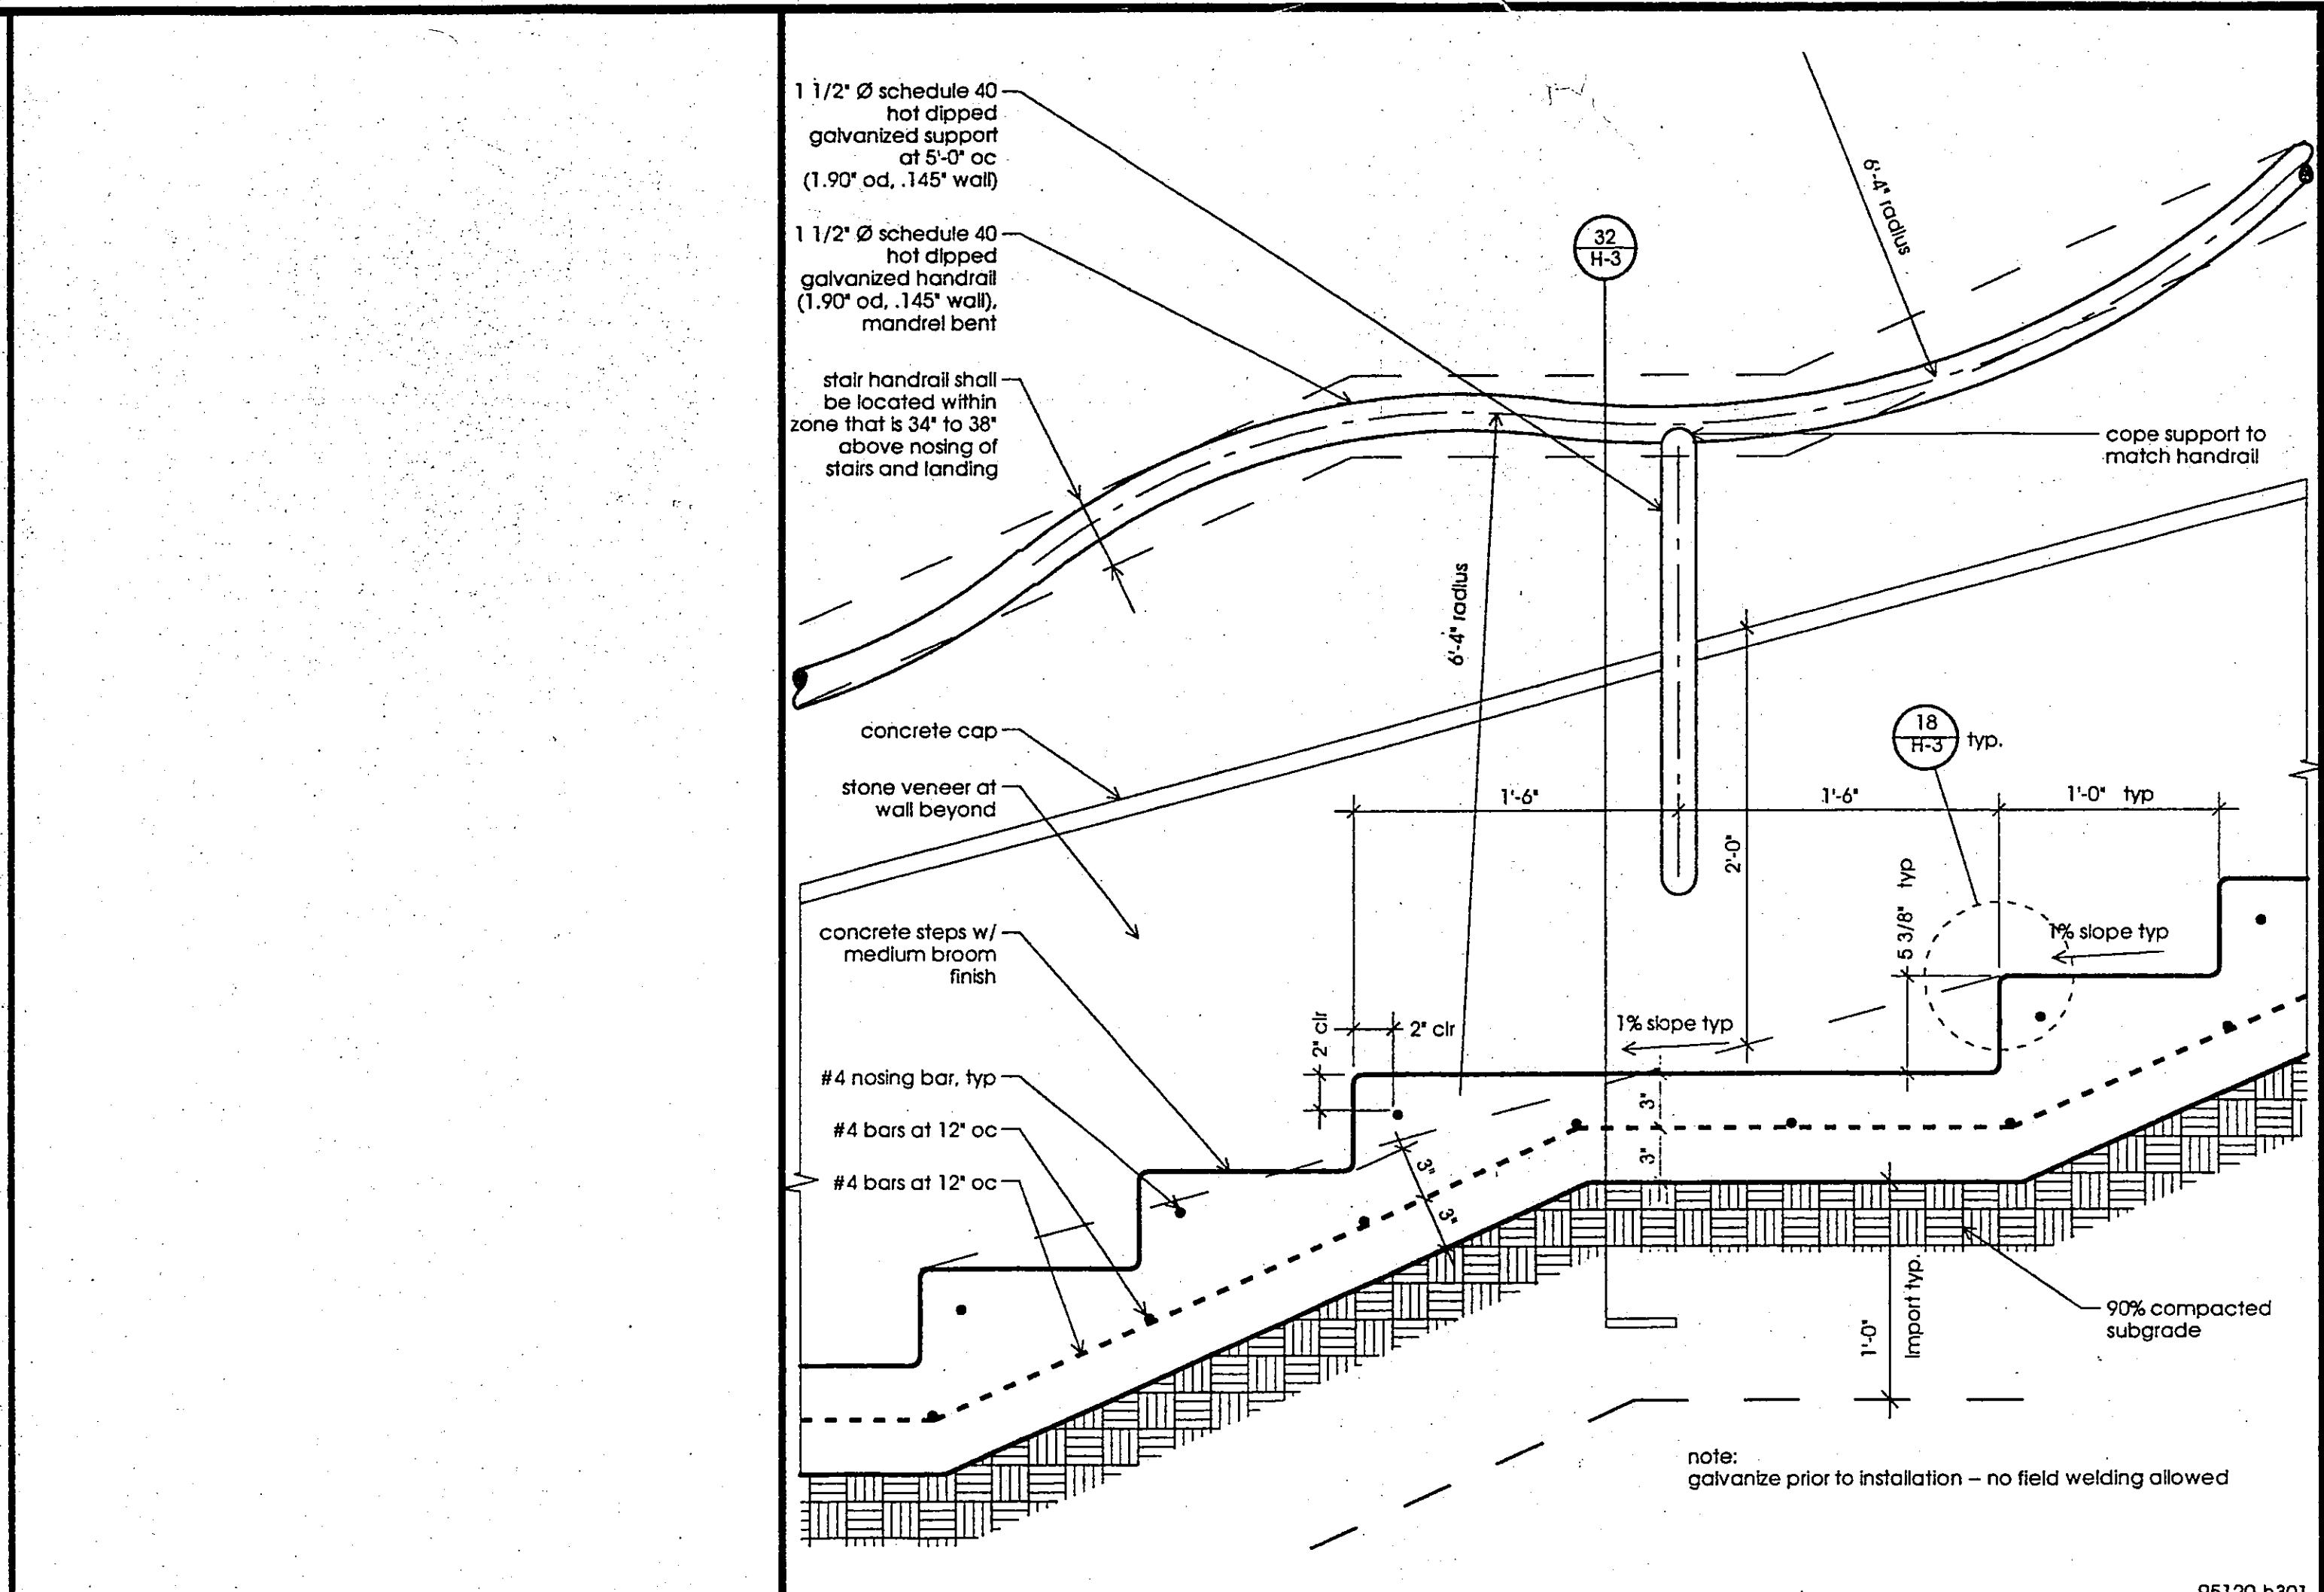 1 1/2" Ø schedule 40
hot dipped
galvanized support
at 5'-0" oc
(1.90" od, .145" wall)
1 1/2" Ø schedule 40
hot dipped
galvanized handrail
(1.90" od, .145" wall),
mandrel bent
stair handrail shall
be located within
zone that is 34" to 38"
above nosing of
stairs and landing
32
H-3
6'-4" radius
cope support to
match handrail
6'-4" radius
concrete cap
stone veneer at
wall beyond
18
H-3
typ.
1'-6"
1'-6"
1'-0" typ
2'-0"
5 3/8" typ
1% slope typ
concrete steps w/
medium broom
finish
2" clr
2" clr
1% slope typ
#4 nosing bar, typ
#4 bars at 12" oc
#4 bars at 12" oc
3"
3"
3"
3"
1'-0"
Import typ.
90% compacted
subgrade
note:
galvanize prior to installation – no field welding allowed